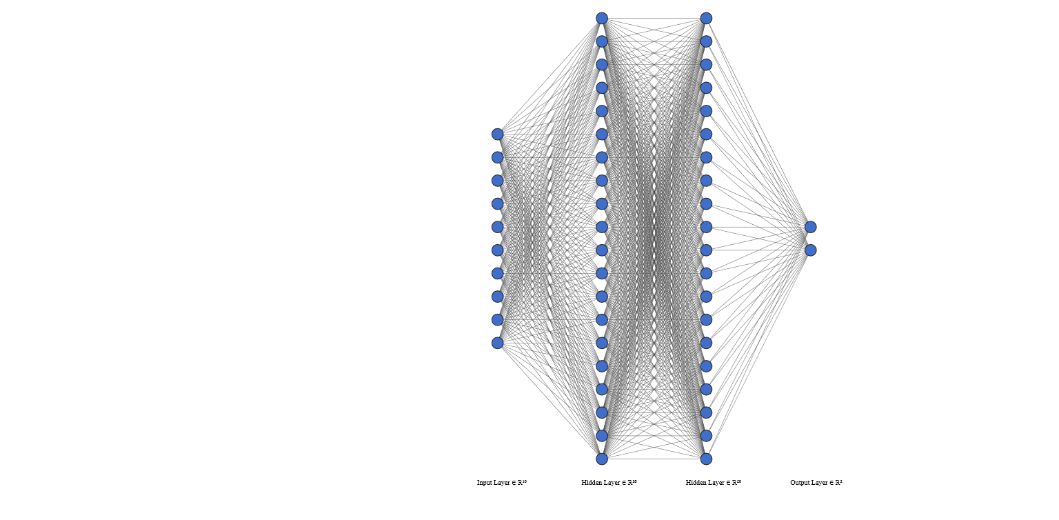 Input Layer ∈ ℝ¹⁰
Hidden Layer ∈ ℝ²⁰
Hidden Layer ∈ ℝ²⁰
Output Layer ∈ ℝ²